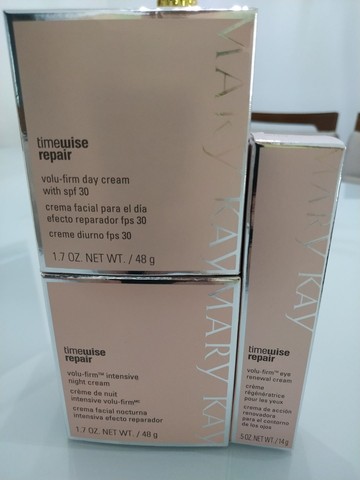 MARY KAY
timewise
repair
volu-firm day cream
with spf 30
crema facial para el día
efecto reparador fps 30
creme diurno fps 30
1.7 OZ. NET WT. / 48 g
MARY KAY
timewise
repair
volu-firm™ intensive
night cream
crème de nuit
intensive volu-firmᴹᶜ
crema facial nocturna
intensiva efecto reparador
1.7 OZ. NET WT. / 48 g
MARY KAY
timewise
repair
volu-firm™ eye
renewal cream
crème
régénératrice
pour les yeux
crema de acción
renovadora
para el contorno
de los ojos
.5 OZ. NET WT. / 14 g